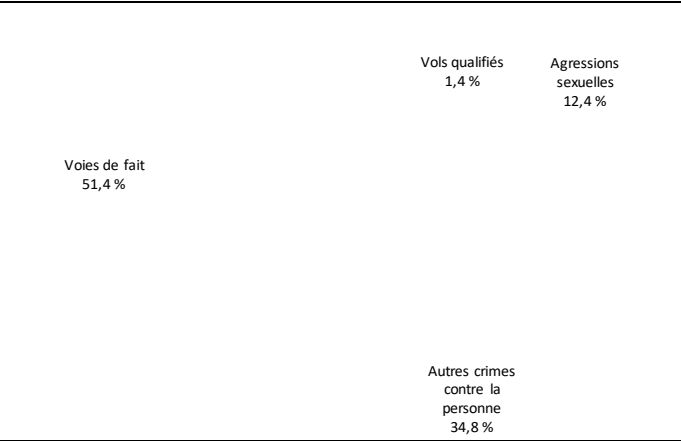 Vols qualifiés
1,4 %
Agressions
sexuelles
12,4 %
Voies de fait
51,4 %
Autres crimes
contre la
personne
34,8 %